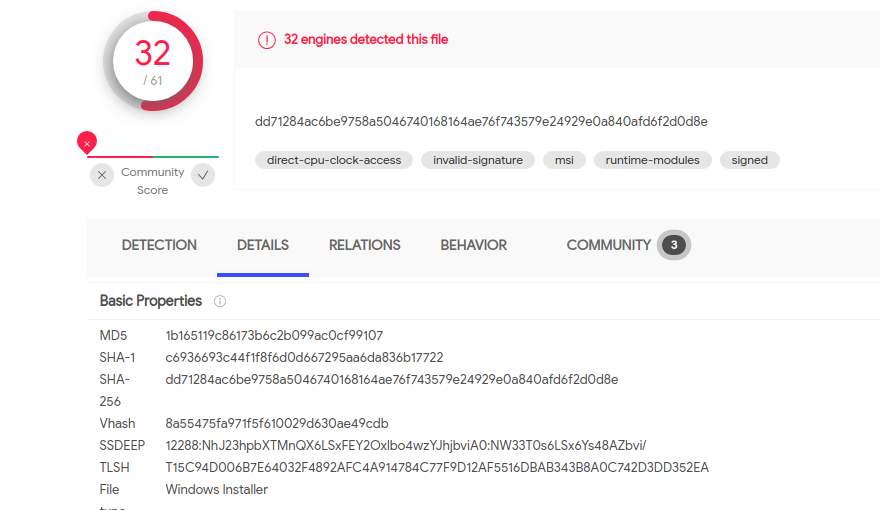 32
/ 61
32 engines detected this file
dd71284ac6be9758a5046740168164ae76f743579e24929e0a840afd6f2d0d8e
direct-cpu-clock-access invalid-signature msi runtime-modules signed
Community
Score
DETECTION DETAILS RELATIONS BEHAVIOR COMMUNITY 3
Basic Properties
MD5 1b165119c86173b6c2b099ac0cf99107
SHA-1 c6936693c44f1f8f6d0d667295aa6da836b17722
SHA- dd71284ac6be9758a5046740168164ae76f743579e24929e0a840afd6f2d0d8e
256
Vhash 8a55475fa971f5f610029d630ae49cdb
SSDEEP 12288:NhJ23hpbXTMnQX6LSxFEY2Oxlbo4wzYJhjbviA0:NW33T0s6LSx6Ys48AZbvi/
TLSH T15C94D006B7E64032F4892AFC4A914784C77F9D12AF5516DBAB343B8A0C742D3DD352EA
File Windows Installer
type